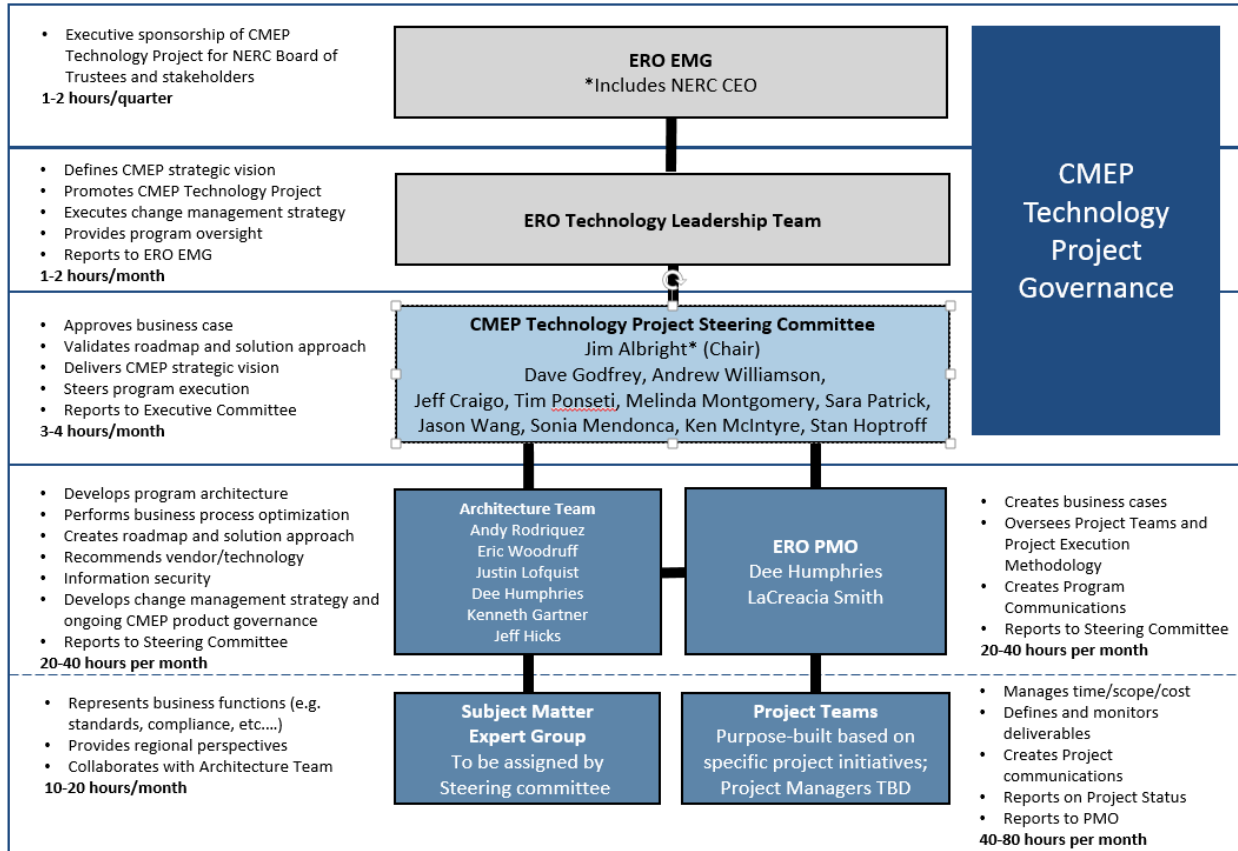 • Executive sponsorship of CMEP
Technology Project for NERC Board of
Trustees and stakeholders
1-2 hours/quarter
ERO EMG
*Includes NERC CEO
CMEP
Technology
Project
Governance
• Defines CMEP strategic vision
• Promotes CMEP Technology Project
• Executes change management strategy
• Provides program oversight
• Reports to ERO EMG
1-2 hours/month
ERO Technology Leadership Team
• Approves business case
• Validates roadmap and solution approach
• Delivers CMEP strategic vision
• Steers program execution
• Reports to Executive Committee
3-4 hours/month
CMEP Technology Project Steering Committee
Jim Albright* (Chair)
Dave Godfrey, Andrew Williamson,
Jeff Craigo, Tim Ponseti, Melinda Montgomery, Sara Patrick,
Jason Wang, Sonia Mendonca, Ken McIntyre, Stan Hoptroff
• Develops program architecture
• Performs business process optimization
• Creates roadmap and solution approach
• Recommends vendor/technology
• Information security
• Develops change management strategy and
ongoing CMEP product governance
• Reports to Steering Committee
20-40 hours per month
Architecture Team
Andy Rodriquez
Eric Woodruff
Justin Lofquist
Dee Humphries
Kenneth Gartner
Jeff Hicks
ERO PMO
Dee Humphries
LaCreacia Smith
• Creates business cases
• Oversees Project Teams and
Project Execution
Methodology
• Creates Program
Communications
• Reports to Steering Committee
20-40 hours per month
• Represents business functions (e.g.
standards, compliance, etc.…)
• Provides regional perspectives
• Collaborates with Architecture Team
10-20 hours/month
Subject Matter
Expert Group
To be assigned by
Steering committee
Project Teams
Purpose-built based on
specific project initiatives;
Project Managers TBD
• Manages time/scope/cost
• Defines and monitors
deliverables
• Creates Project
communications
• Reports on Project Status
• Reports to PMO
40-80 hours per month